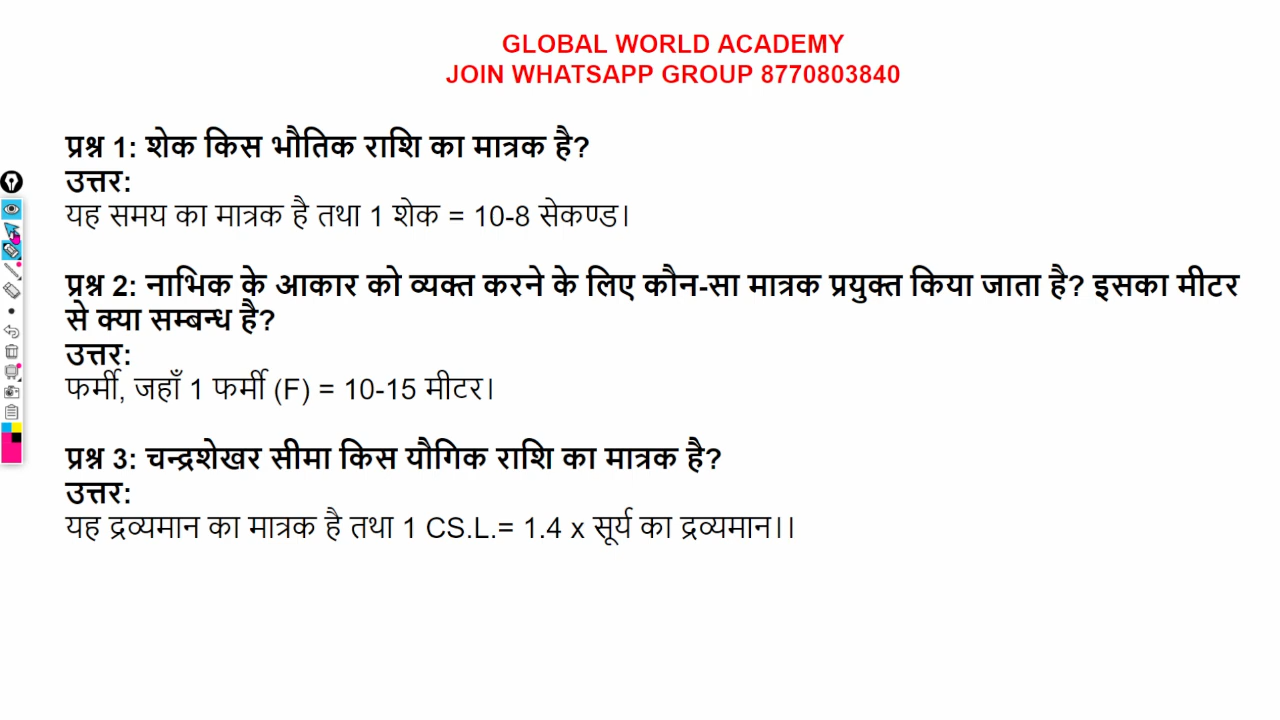 GLOBAL WORLD ACADEMY
JOIN WHATSAPP GROUP 8770803840
प्रश्न 1: शेक किस भौतिक राशि का मात्रक है?
उत्तर:
यह समय का मात्रक है तथा 1 शेक = 10-8 सेकण्ड।
प्रश्न 2: नाभिक के आकार को व्यक्त करने के लिए कौन-सा मात्रक प्रयुक्त किया जाता है? इसका मीटर
से क्या सम्बन्ध है?
उत्तर:
फर्मी, जहाँ 1 फर्मी (F) = 10-15 मीटर।
प्रश्न 3: चन्द्रशेखर सीमा किस यौगिक राशि का मात्रक है?
उत्तर:
यह द्रव्यमान का मात्रक है तथा 1 CS.L.= 1.4 x सूर्य का द्रव्यमान।।